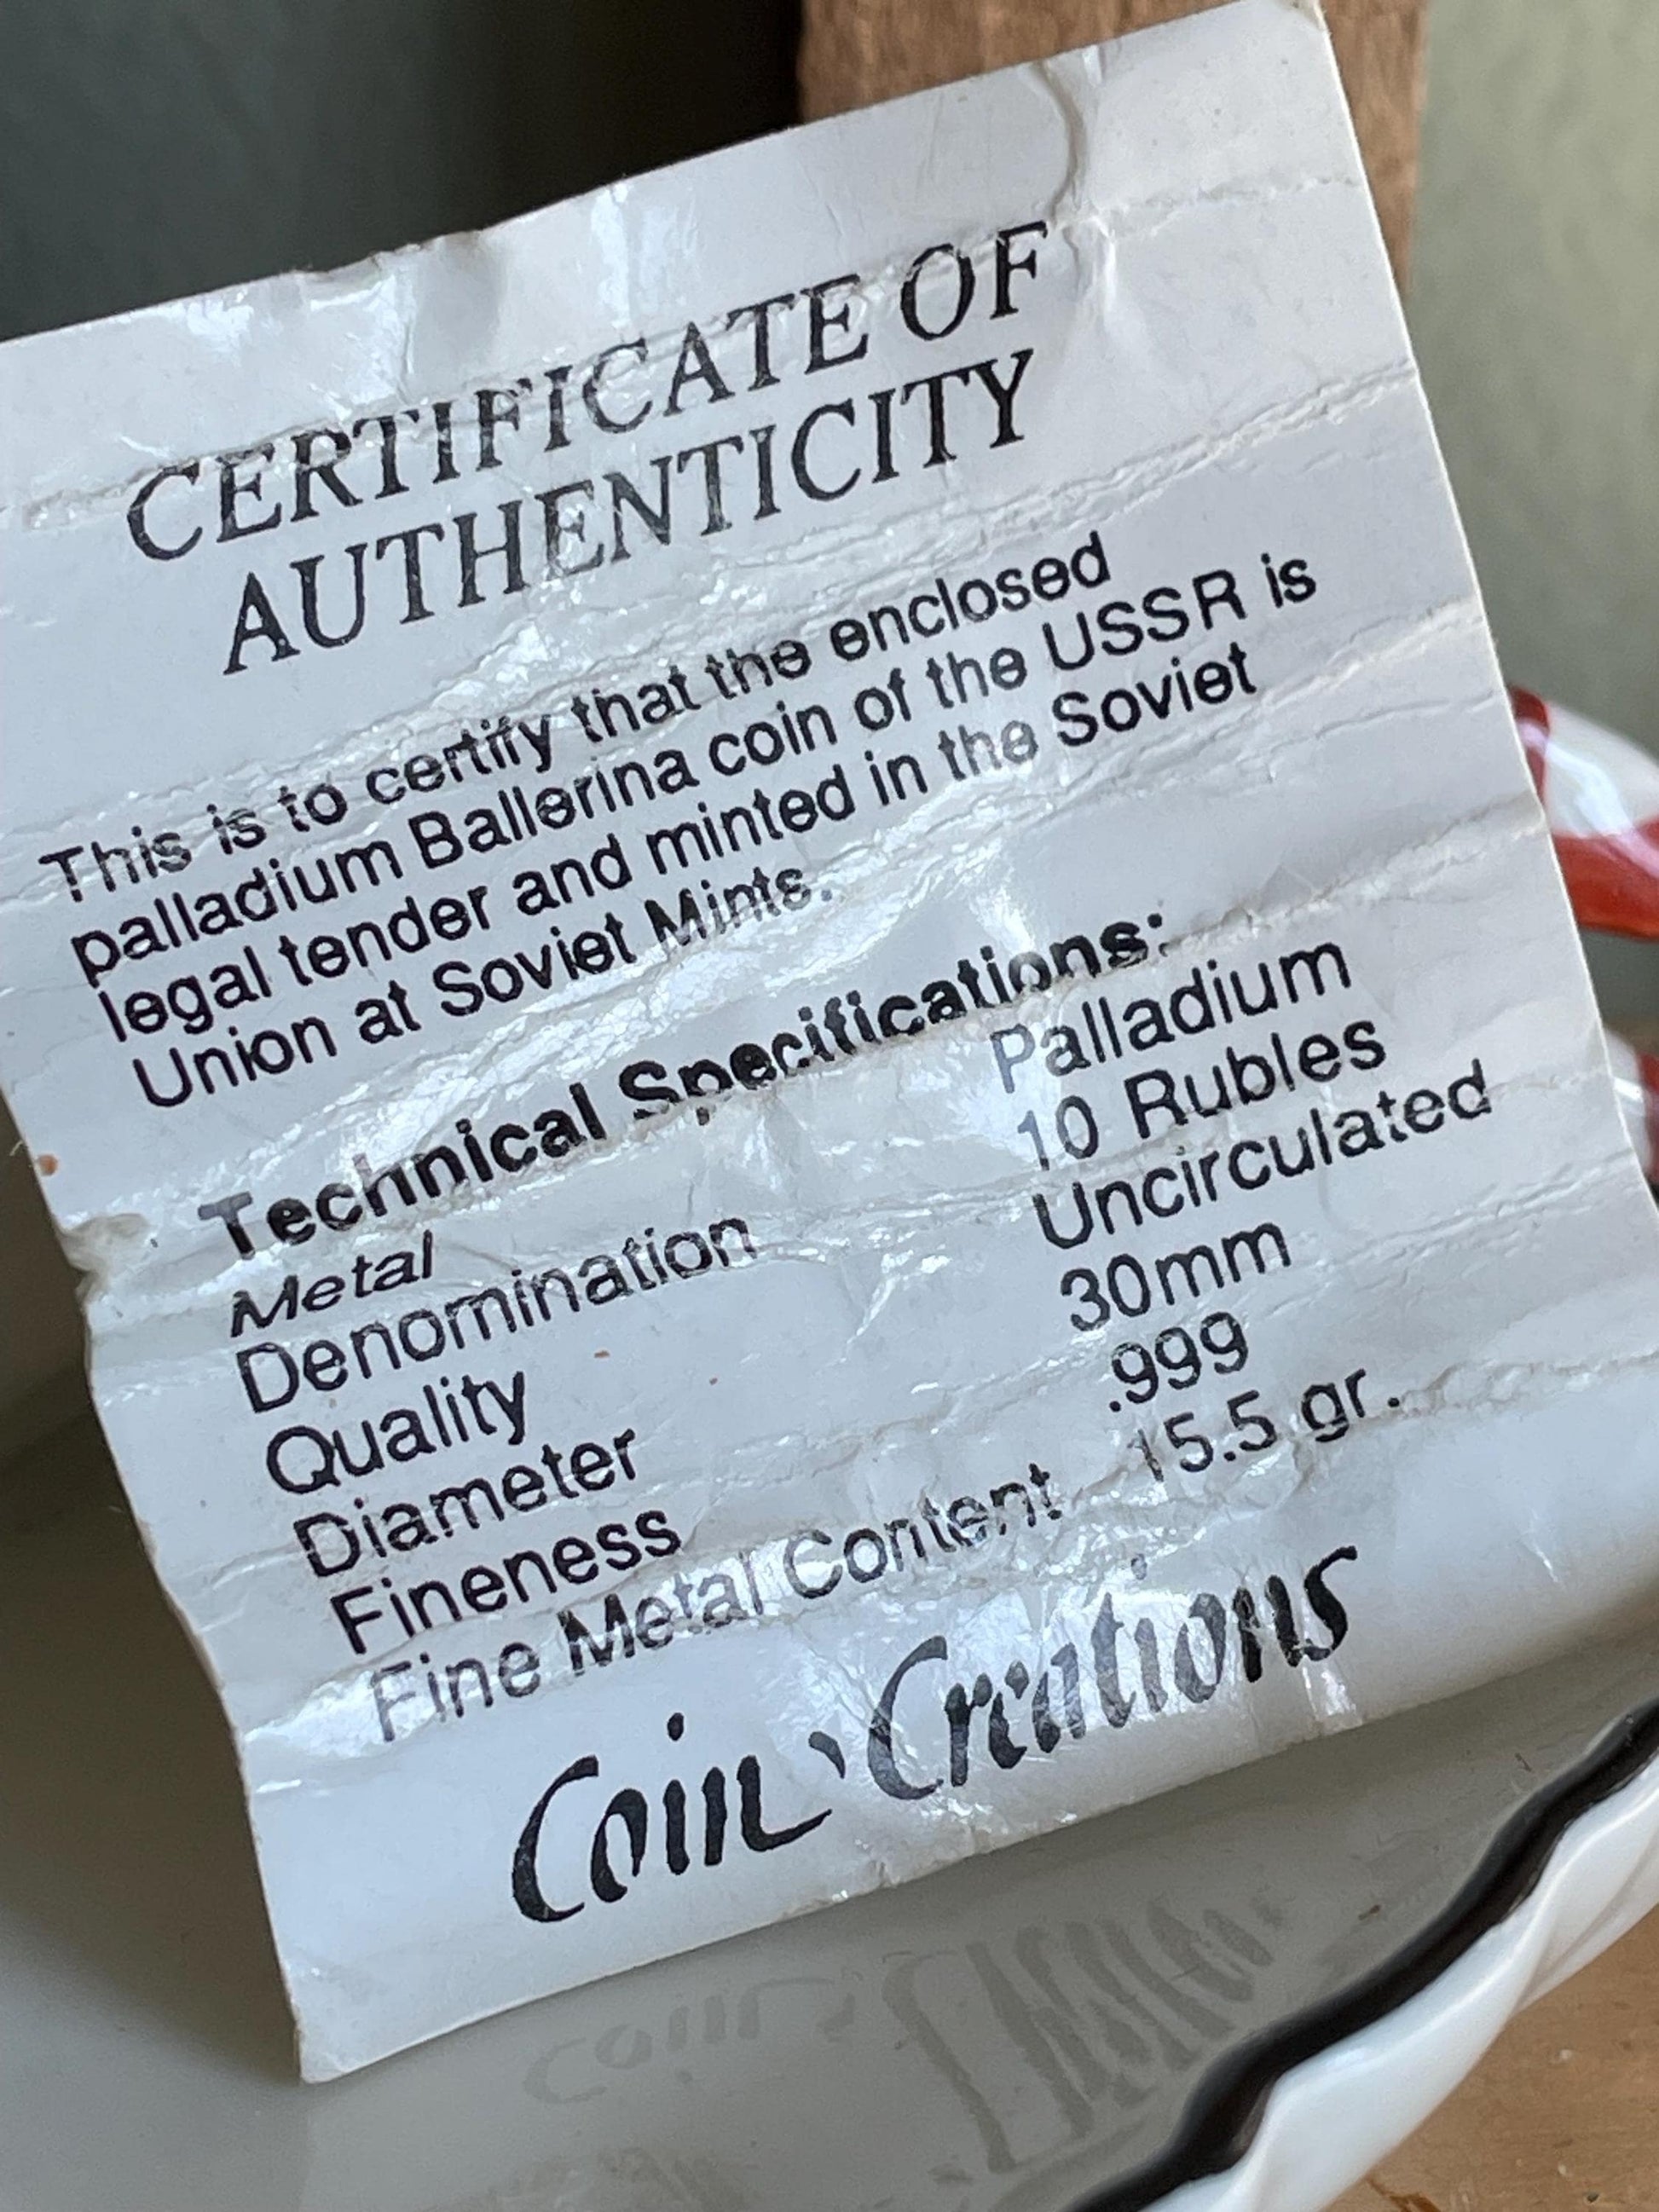 CERTIFICATE OF
AUTHENTICITY
This is to certify that the enclosed
palladium Ballerina coin of the USSR is
legal tender and minted in the Soviet
Union at Soviet Mints.
Technical Specifications:
Metal Palladium
Denomination 10 Rubles
Quality Uncirculated
Diameter 30mm
Fineness .999
Fine Metal Content 15.5 gr.
Coin Creations